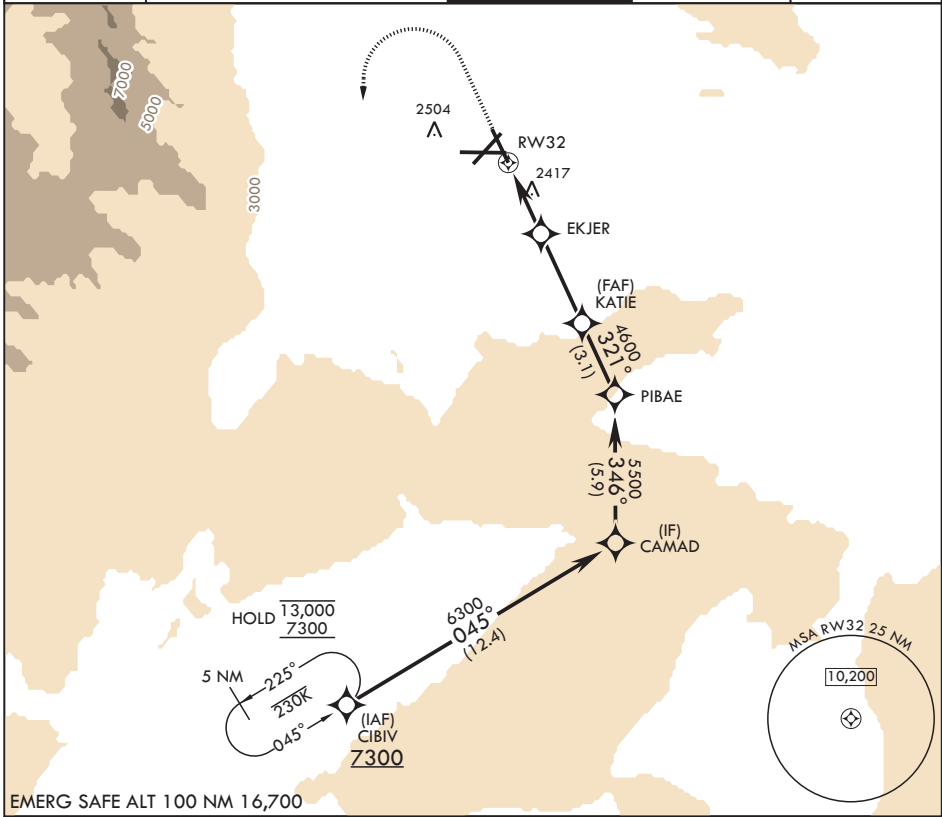 7000
5000
3000
2504
RW32
2417
EKJER
(FAF)
KATIE
4600
321°
(3.1)
PIBAE
5500
346°
(5.9)
(IF)
CAMAD
6300
045°
(12.4)
HOLD 13,000
7300
5 NM
225°
230K
045°
(IAF)
CIBIV
7300
MSA RW32 25 NM
10,200
EMERG SAFE ALT 100 NM 16,700